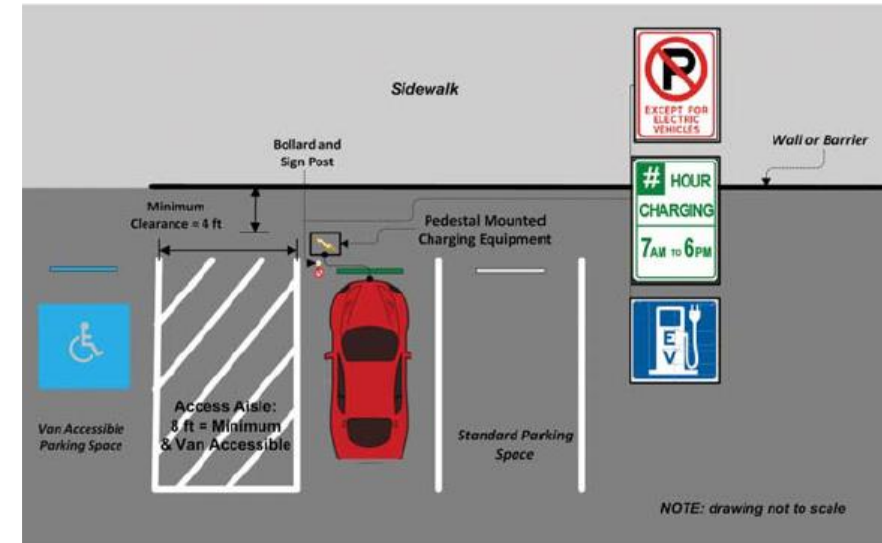 Sidewalk
P
EXCEPT FOR
ELECTRIC
VEHICLES
Bollard and
Sign Post
Wall or Barrier
# HOUR
CHARGING
7AM TO 6PM
Minimum
Clearance = 4 ft
Pedestal Mounted
Charging Equipment
E
V
Access Aisle:
8 ft = Minimum
& Van Accessible
Van Accessible
Parking Space
Standard Parking
Space
NOTE: drawing not to scale